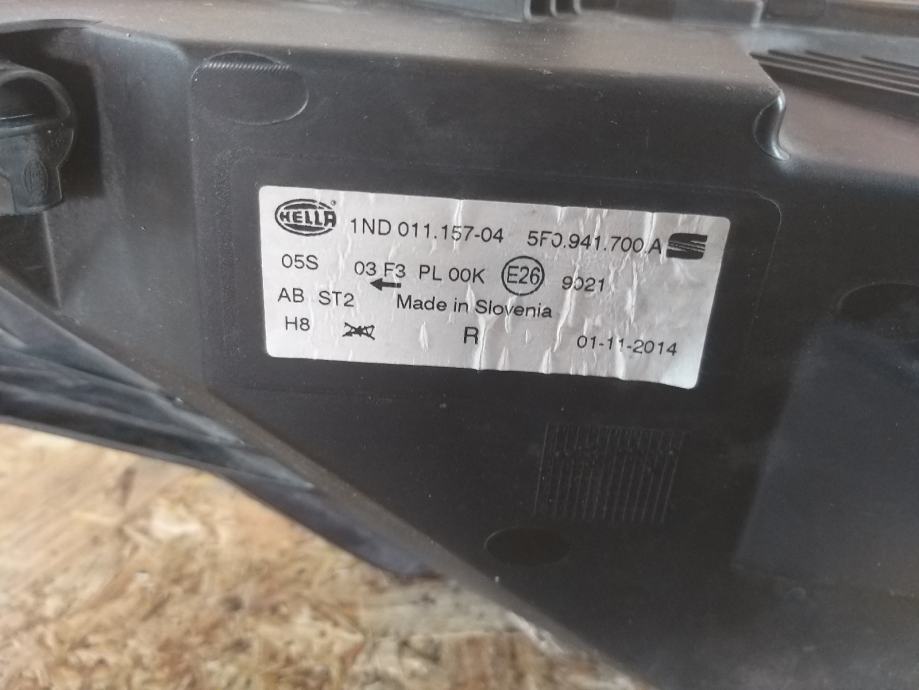 HELLA 1ND 011.157-04 5F0.941.700.A
05S 03 F3 PL 00K E26 9021
AB ST2 Made in Slovenia
H8 R 01-11-2014